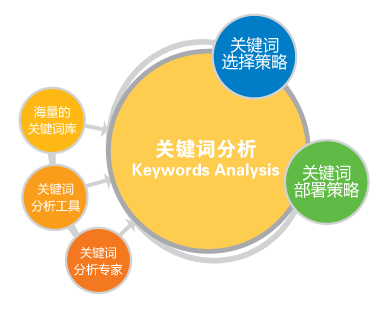 关键词
选择策略
海量的
关键词库
关键词分析
Keywords Analysis
关键词
部署策略
关键词
分析工具
关键词
分析专家